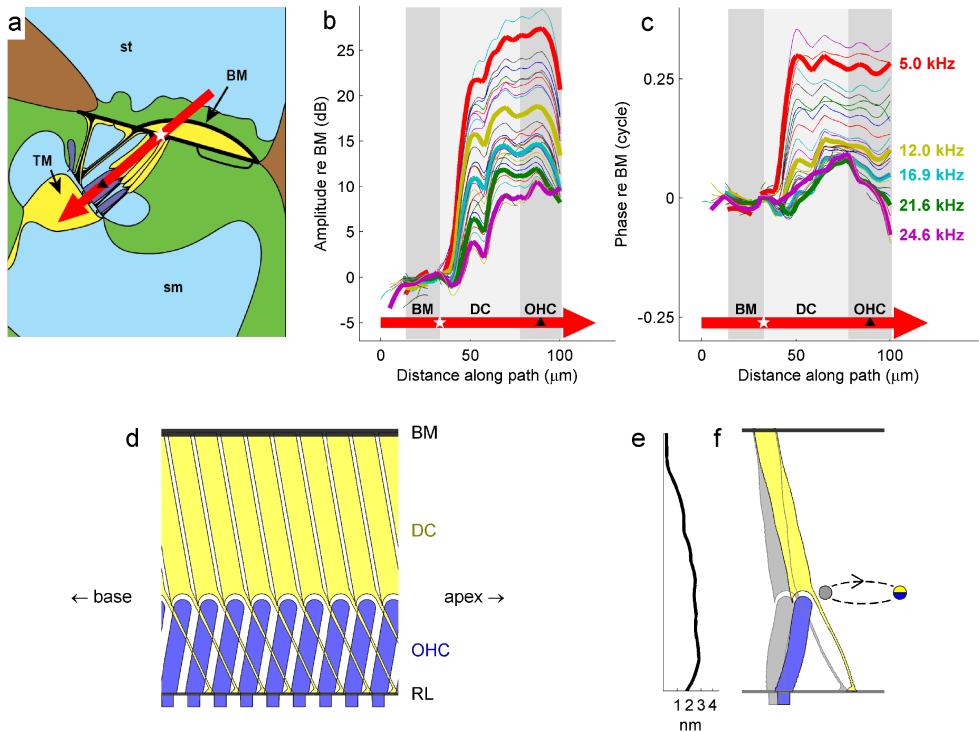 a
st
BM
TM
sm
b
Amplitude re BM (dB)
25
20
15
10
5
0
-5
BM
DC
OHC
0
50
100
Distance along path (μm)
c
Phase re BM (cycle)
0.25
0
-0.25
5.0 kHz
12.0 kHz
16.9 kHz
21.6 kHz
24.6 kHz
BM
DC
OHC
0
50
100
Distance along path (μm)
d
BM
DC
← base
apex →
OHC
RL
e
1 2 3 4
nm
f